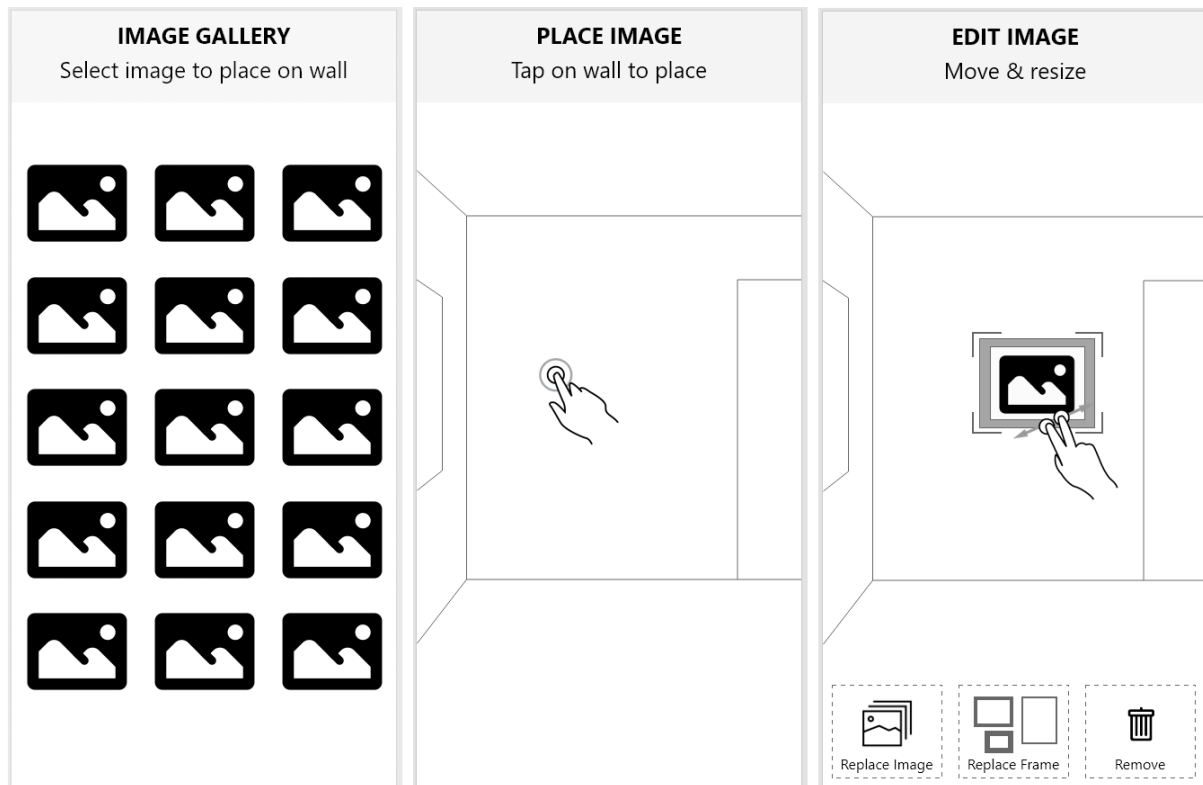 IMAGE GALLERY
Select image to place on wall
PLACE IMAGE
Tap on wall to place
EDIT IMAGE
Move & resize
Replace Image
Replace Frame
Remove